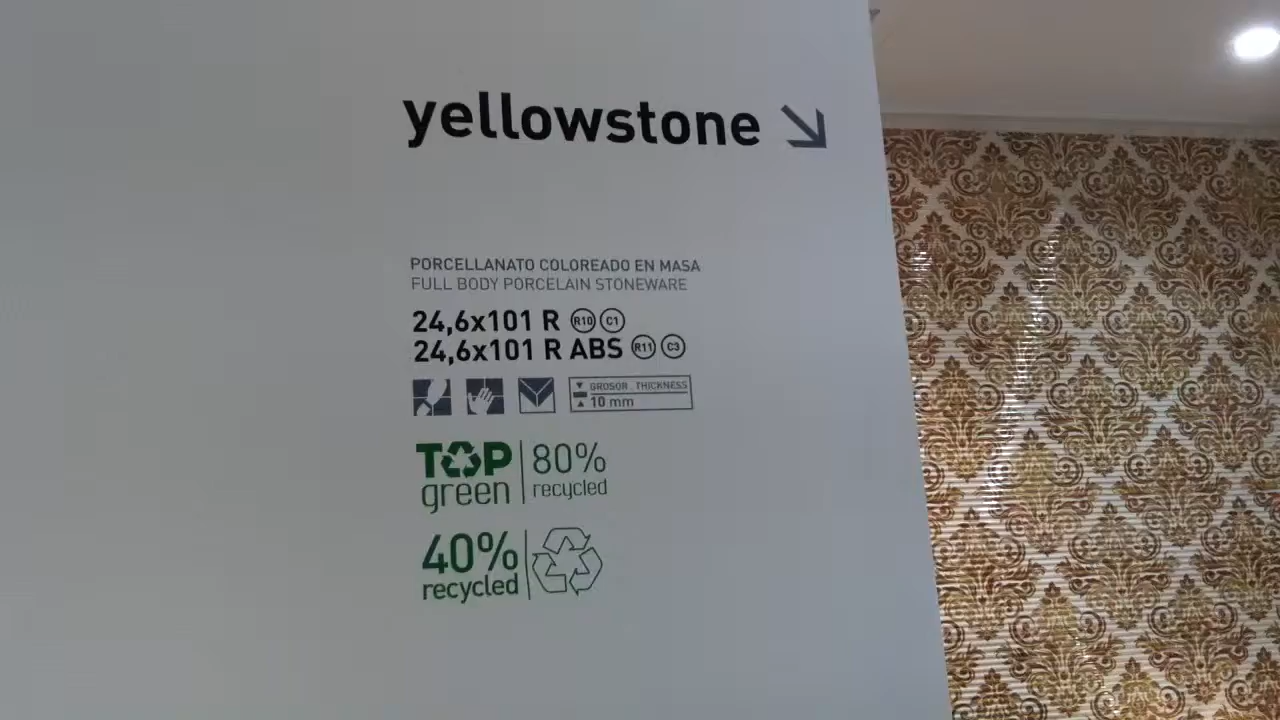 yellowstone
PORCELLANATO COLOREADO EN MASA
FULL BODY PORCELAIN STONEWARE
24,6x101 R R10 C1
24,6x101 R ABS R11 C3
GROSOR . THICKNESS
10 mm
TOP
green
80%
recycled
40%
recycled